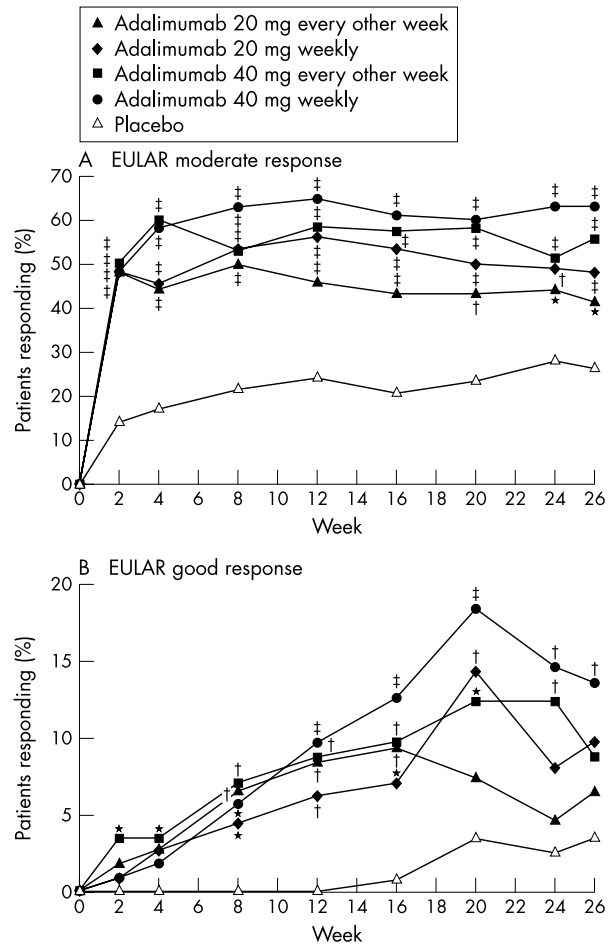 Adalimumab 20 mg every other week
Adalimumab 20 mg weekly
Adalimumab 40 mg every other week
Adalimumab 40 mg weekly
Placebo
A EULAR moderate response
70
60
50
40
30
20
10
0
Patients responding (%)
0 2 4 6 8 10 12 14 16 18 20 22 24 26
Week
B EULAR good response
20
15
10
5
0
Patients responding (%)
0 2 4 6 8 10 12 14 16 18 20 22 24 26
Week